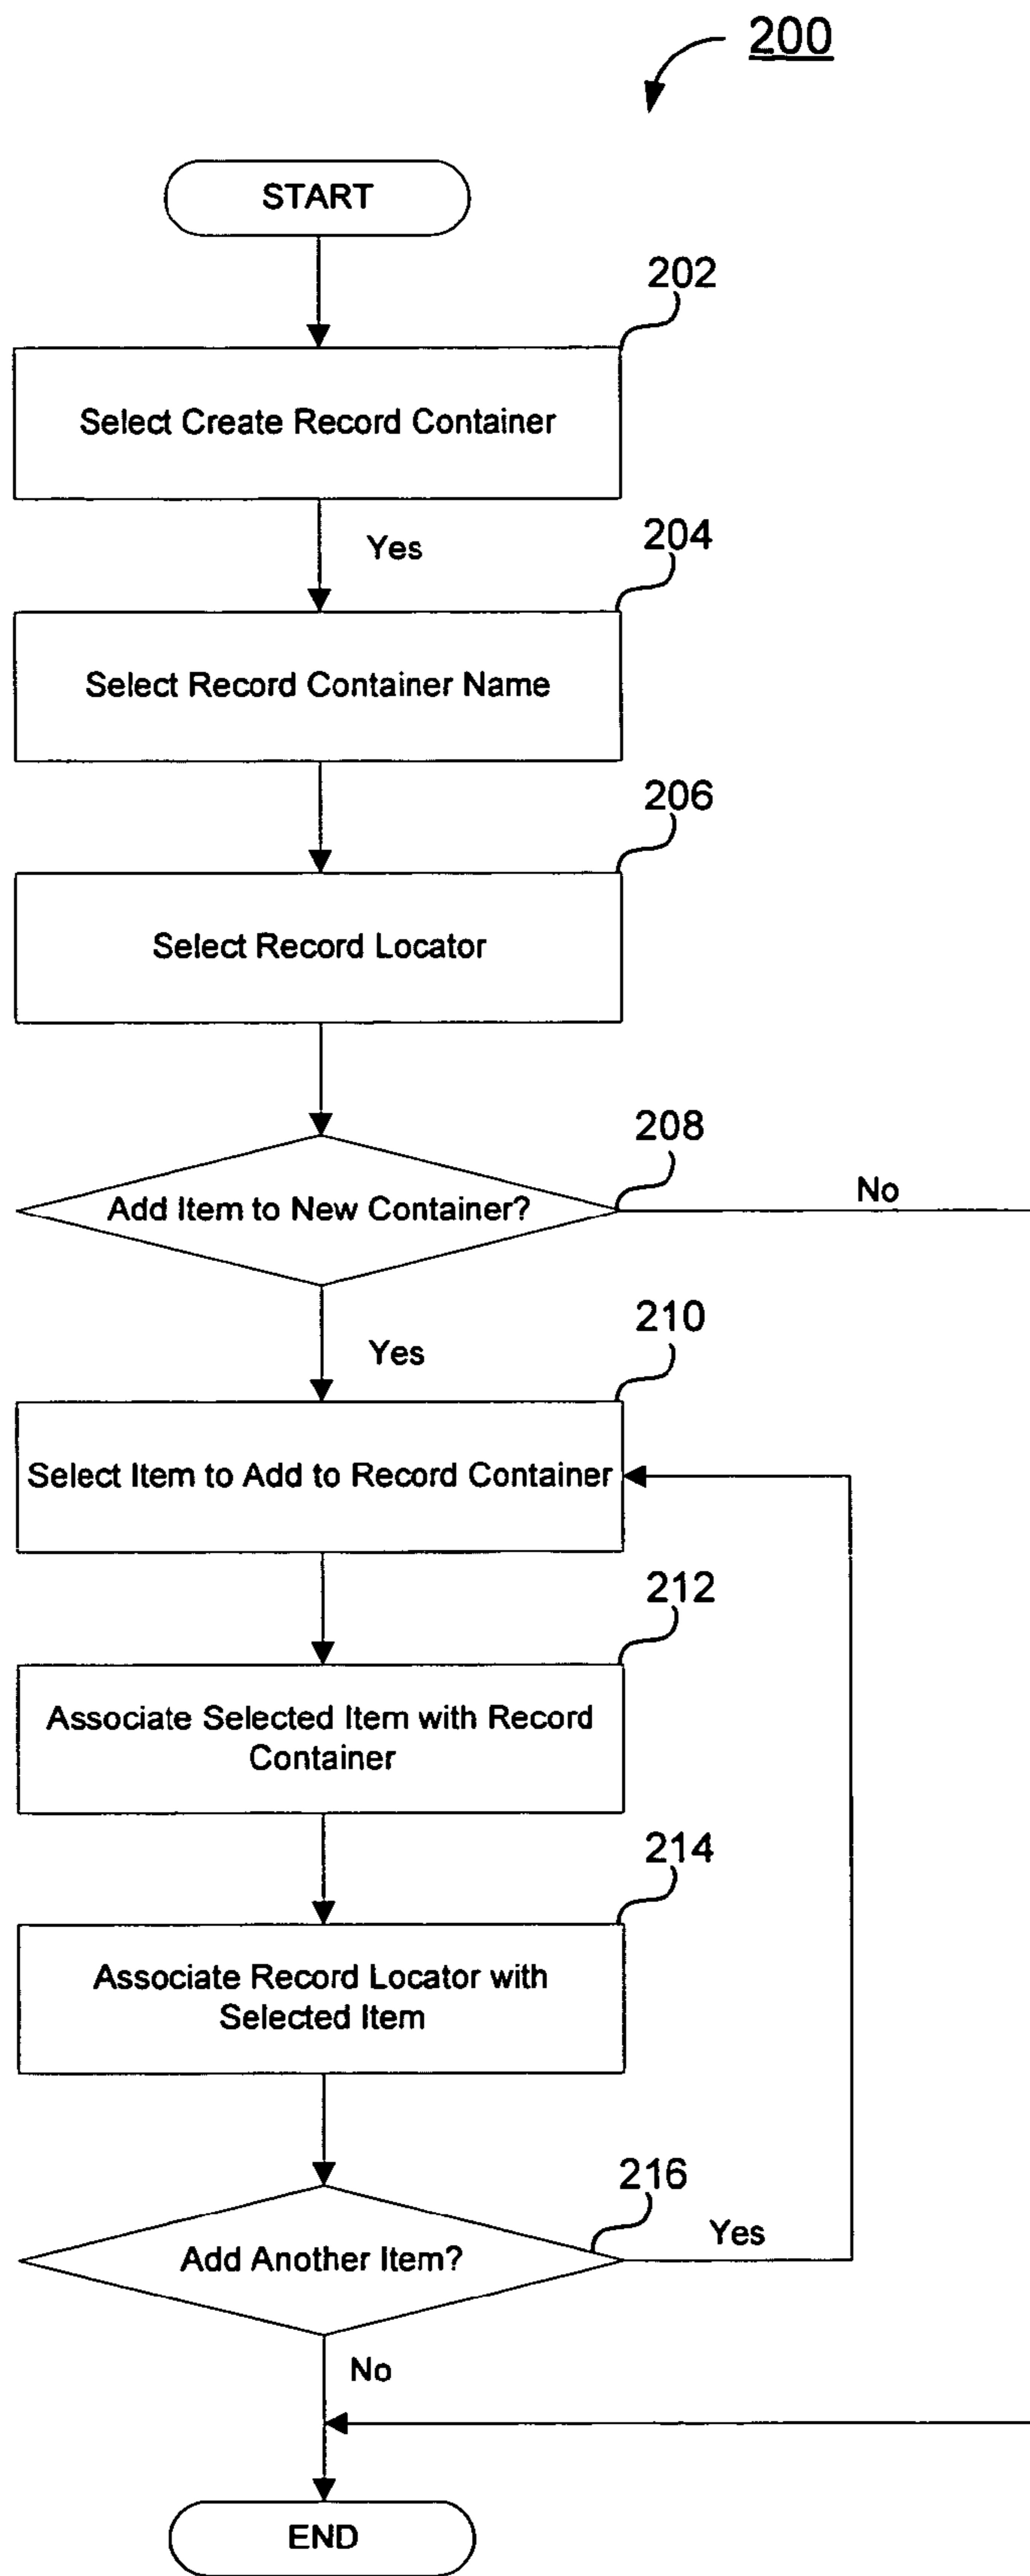 200
START
202
Select Create Record Container
Yes
204
Select Record Container Name
206
Select Record Locator
208
Add Item to New Container?
No
Yes
210
Select Item to Add to Record Container
212
Associate Selected Item with Record
Container
214
Associate Record Locator with
Selected Item
216
Add Another Item?
Yes
No
END